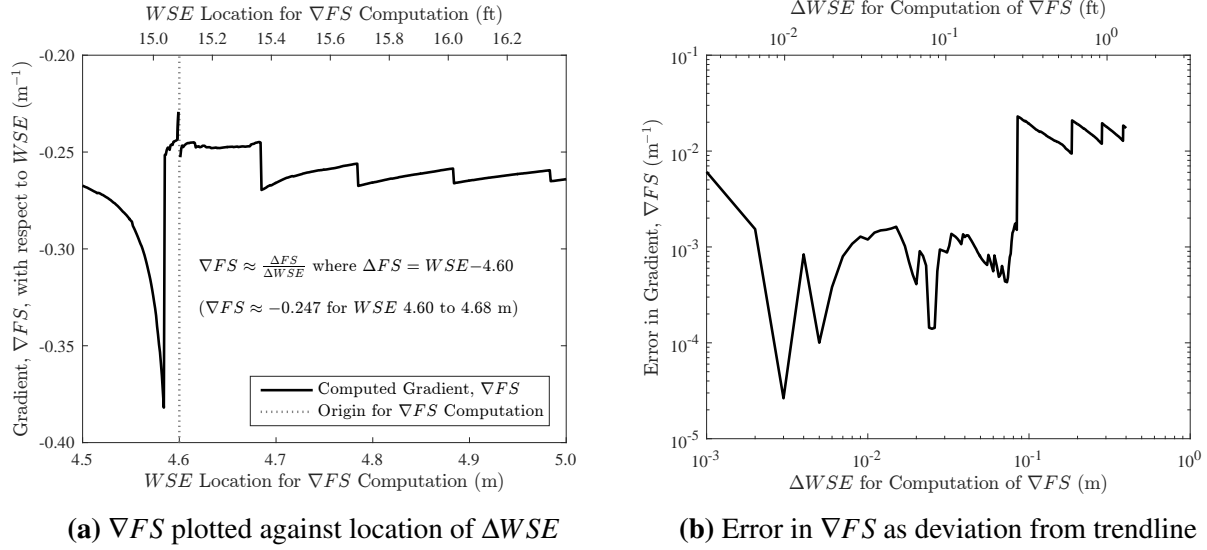 WSE Location for ∇FS Computation (ft)
15.0 15.2 15.4 15.6 15.8 16.0 16.2
-0.20
-0.25
-0.30
-0.35
-0.40
Gradient, ∇FS, with respect to WSE (m⁻¹)
∇FS ≈ ΔFS/ΔWSE where ΔFS = WSE−4.60
(∇FS ≈ −0.247 for WSE 4.60 to 4.68 m)
Computed Gradient, ∇FS
Origin for ∇FS Computation
4.5 4.6 4.7 4.8 4.9 5.0
WSE Location for ∇FS Computation (m)
(a) ∇FS plotted against location of ΔWSE
ΔWSE for Computation of ∇FS (ft)
10⁻² 10⁻¹ 10⁰
10⁻¹
10⁻²
10⁻³
10⁻⁴
10⁻⁵
Error in Gradient, ∇FS (m⁻¹)
10⁻³ 10⁻² 10⁻¹ 10⁰
ΔWSE for Computation of ∇FS (m)
(b) Error in ∇FS as deviation from trendline